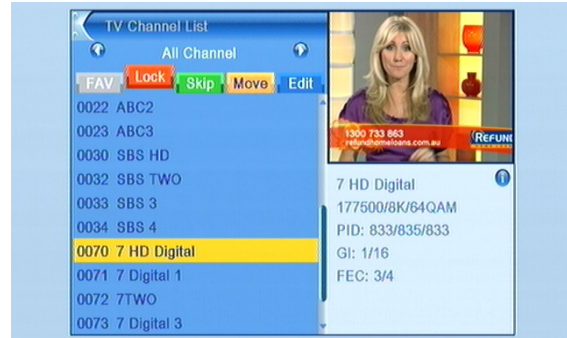 TV Channel List
All Channel
FAV Lock Skip Move Edit
0022 ABC2
0023 ABC3
0030 SBS HD
0032 SBS TWO
0033 SBS 3
0034 SBS 4
0070 7 HD Digital
0071 7 Digital 1
0072 7TWO
0073 7 Digital 3
1300 733 863
refundhomeloans.com.au
REFUND
7 HD Digital
177500/8K/64QAM
PID: 833/835/833
GI: 1/16
FEC: 3/4